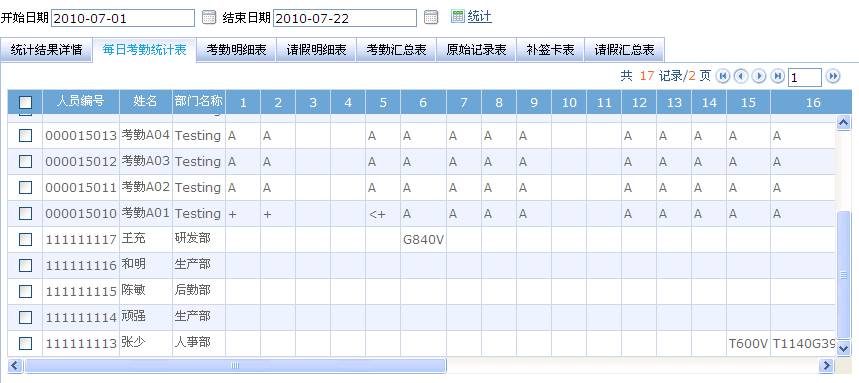 开始日期 2010-07-01 结束日期 2010-07-22 统计
统计结果详情 每日考勤统计表 考勤明细表 请假明细表 考勤汇总表 原始记录表 补签卡表 请假汇总表
共 17 记录/2 页 1
人员编号 姓名 部门名称 1 2 3 4 5 6 7 8 9 10 11 12 13 14 15 16
000015013 考勤A04 Testing A A A A A A A A A A A A
000015012 考勤A03 Testing A A A A A A A A A A A A
000015011 考勤A02 Testing A A A A A A A A A A A A
000015010 考勤A01 Testing + + <+ A A A A A A A A A
111111117 王充 研发部 G840V
111111116 和明 生产部
111111115 陈敏 后勤部
111111114 顽强 生产部
111111113 张少 人事部 T600V T1140G39